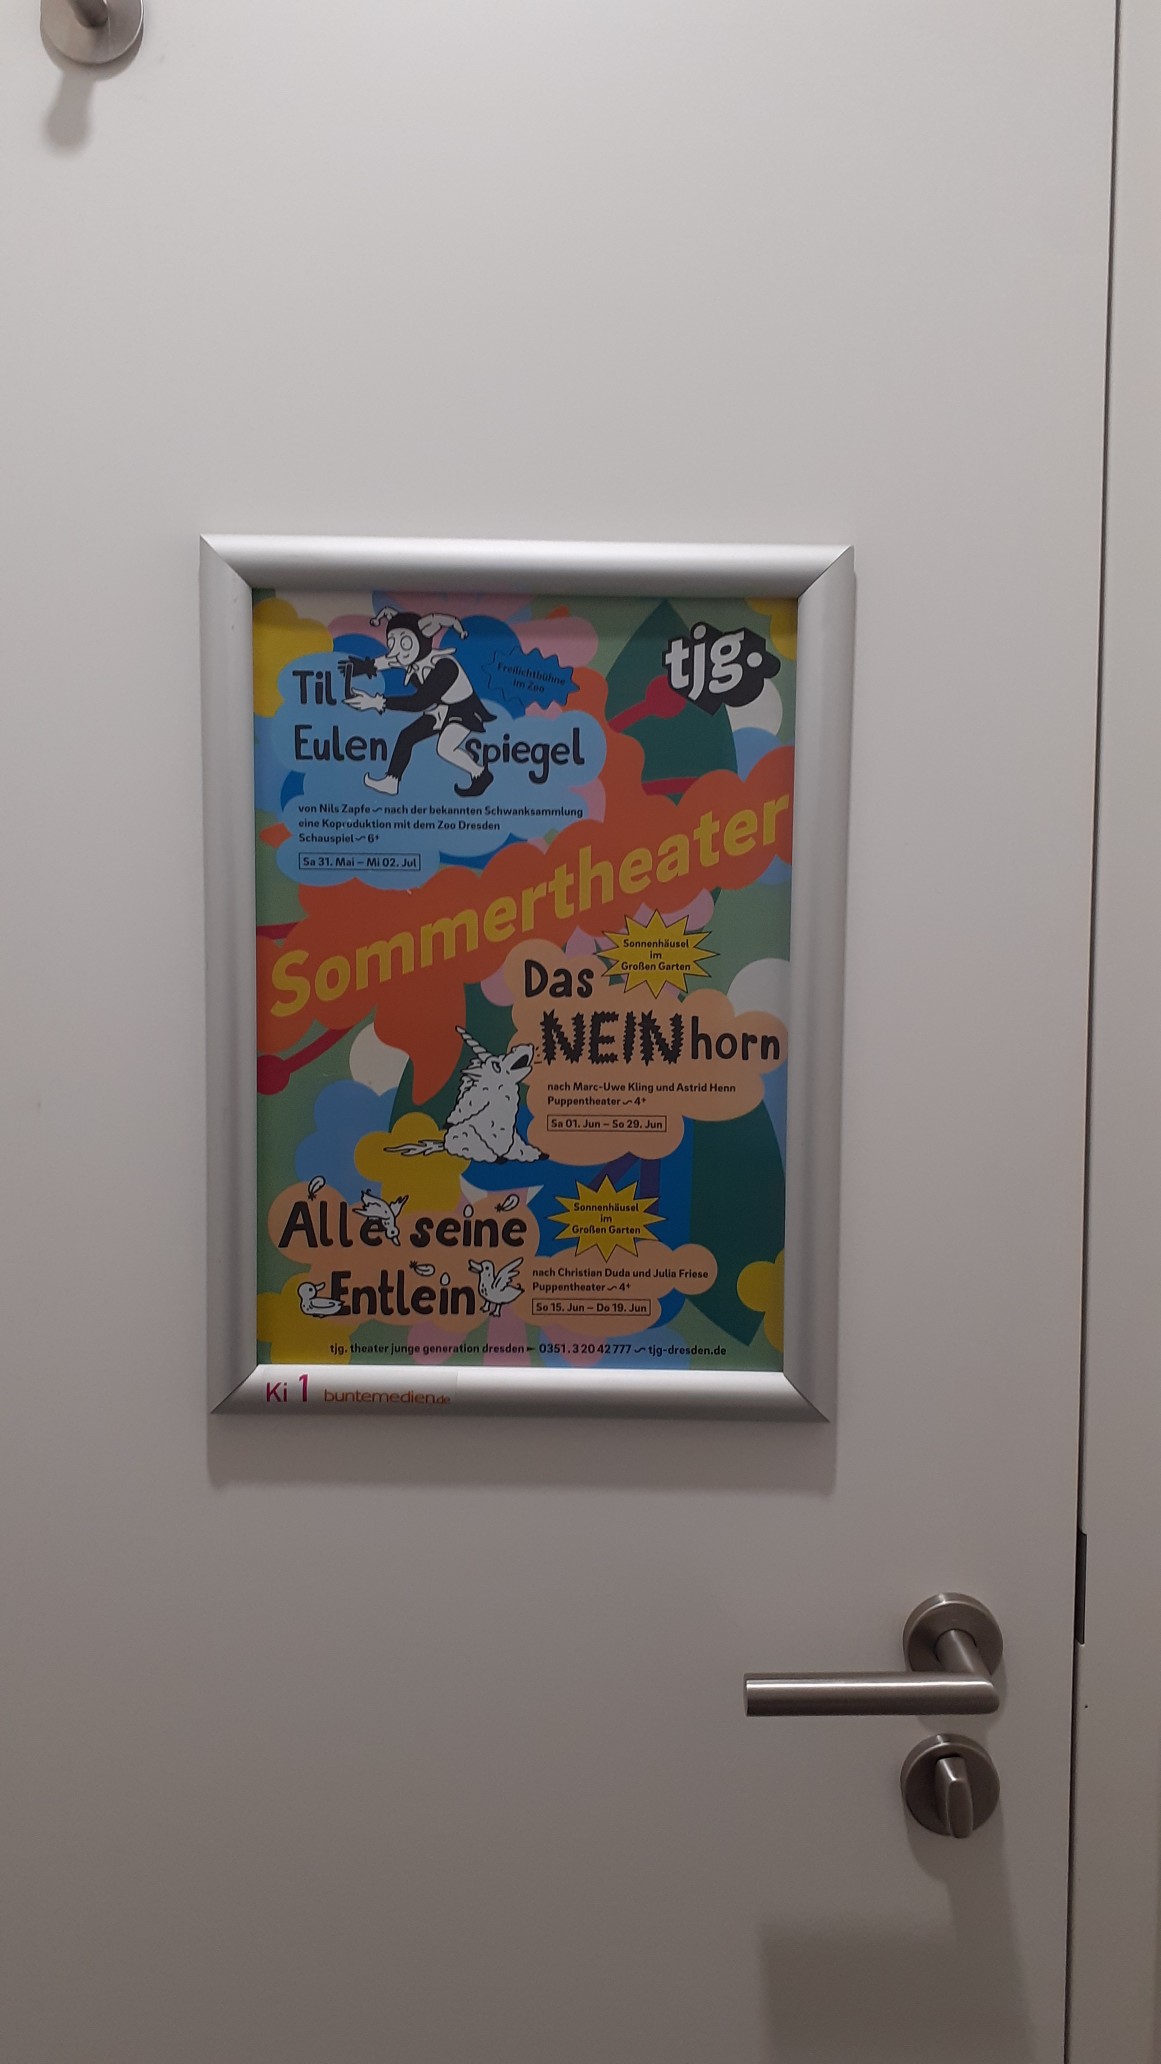 tjg.
Till
Eulenspiegel
Freilichtbühne
im Zoo
von Nils Zapfe ~ nach der bekannten Schwanksammlung
eine Kopruduktion mit dem Zoo Dresden
Schauspiel ~ 6+
Sa 31. Mai – Mi 02. Jul
Sommertheater
Sonnenhäusel
im
Großen Garten
Das
NEINhorn
nach Marc-Uwe Kling und Astrid Henn
Puppentheater ~ 4+
Sa 01. Jun – So 29. Jun
Alle seine
Entlein
Sonnenhäusel
im
Großen Garten
nach Christian Duda und Julia Friese
Puppentheater ~ 4+
So 15. Jun – Do 19. Jun
tjg. theater junge generation dresden ~ 0351.3 20 42 777 ~ tjg-dresden.de
Ki 1 buntemedien.de